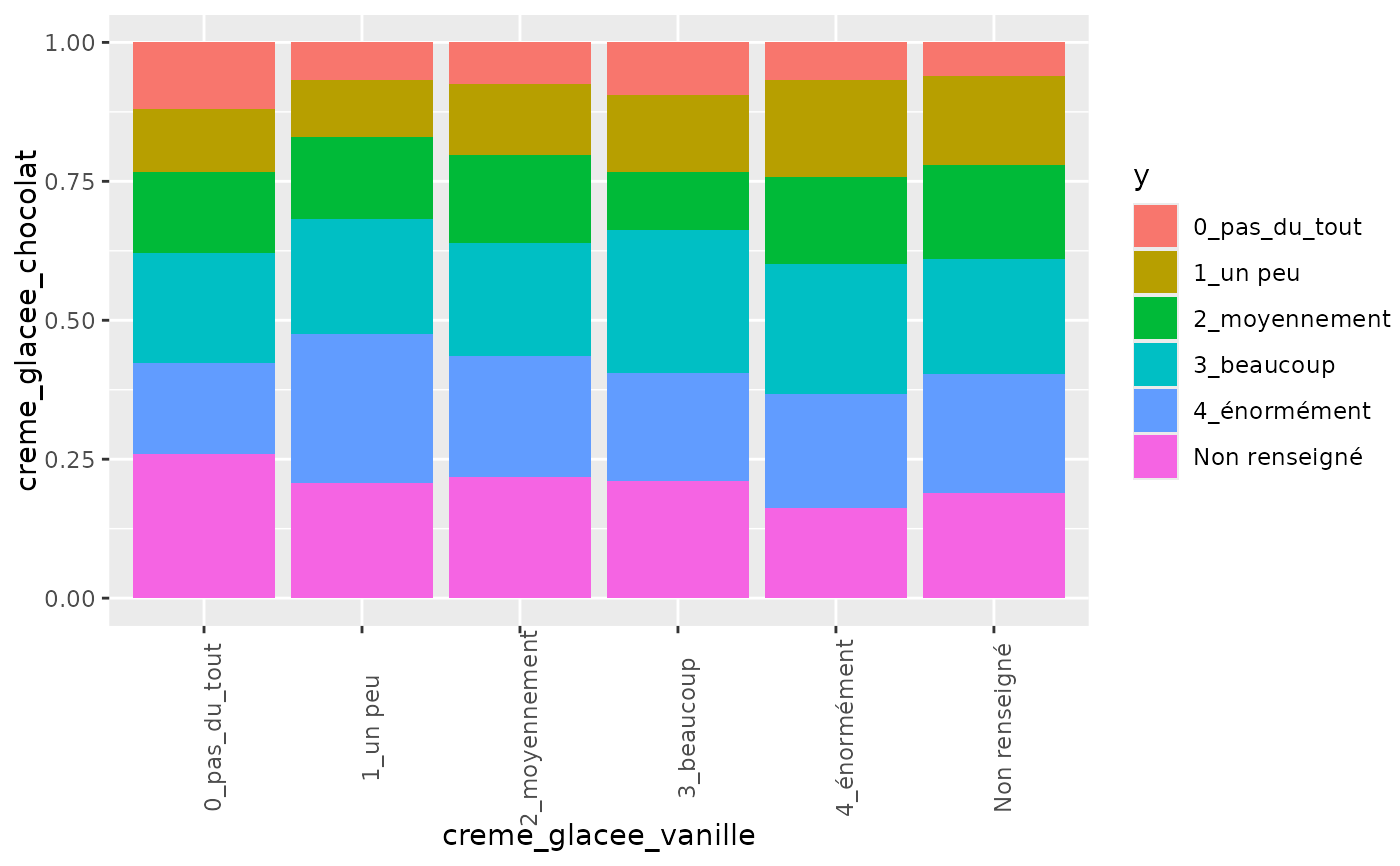 creme_glacee_chocolat
1.00
0.75
0.50
0.25
0.00
0_pas_du_tout
1_un peu
2_moyennement
3_beaucoup
4_énormément
Non renseigné
creme_glacee_vanille
y
0_pas_du_tout
1_un peu
2_moyennement
3_beaucoup
4_énormément
Non renseigné